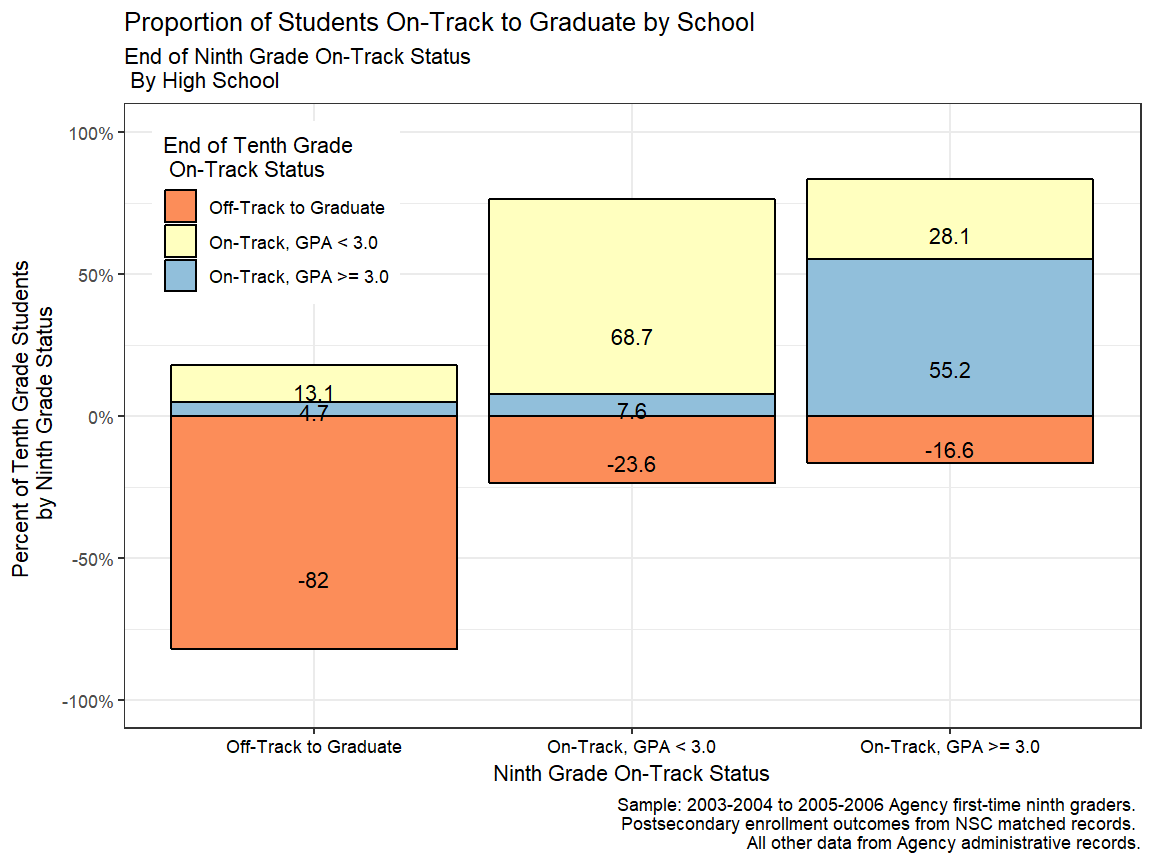 Proportion of Students On-Track to Graduate by School
End of Ninth Grade On-Track Status
By High School
100%
50%
0%
-50%
-100%
Percent of Tenth Grade Students
by Ninth Grade Status
End of Tenth Grade
On-Track Status
Off-Track to Graduate
On-Track, GPA < 3.0
On-Track, GPA >= 3.0
13.1
4.7
-82
68.7
7.6
-23.6
28.1
55.2
-16.6
Off-Track to Graduate
On-Track, GPA < 3.0
On-Track, GPA >= 3.0
Ninth Grade On-Track Status
Sample: 2003-2004 to 2005-2006 Agency first-time ninth graders.
Postsecondary enrollment outcomes from NSC matched records.
All other data from Agency administrative records.